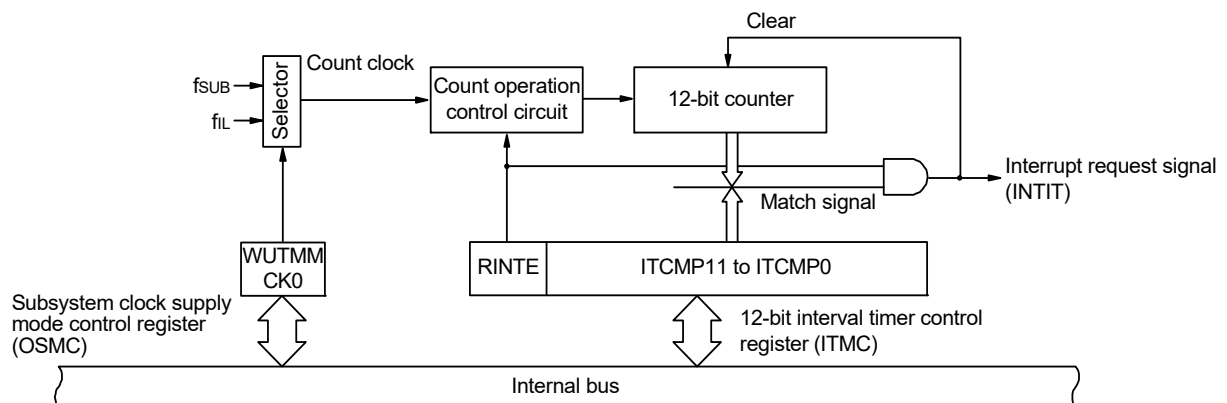 Clear
Count clock
fSUB
fIL
Selector
Count operation
control circuit
12-bit counter
Interrupt request signal
(INTIT)
Match signal
WUTMM
CK0
RINTE
ITCMP11 to ITCMP0
Subsystem clock supply
mode control register
(OSMC)
12-bit interval timer control
register (ITMC)
Internal bus